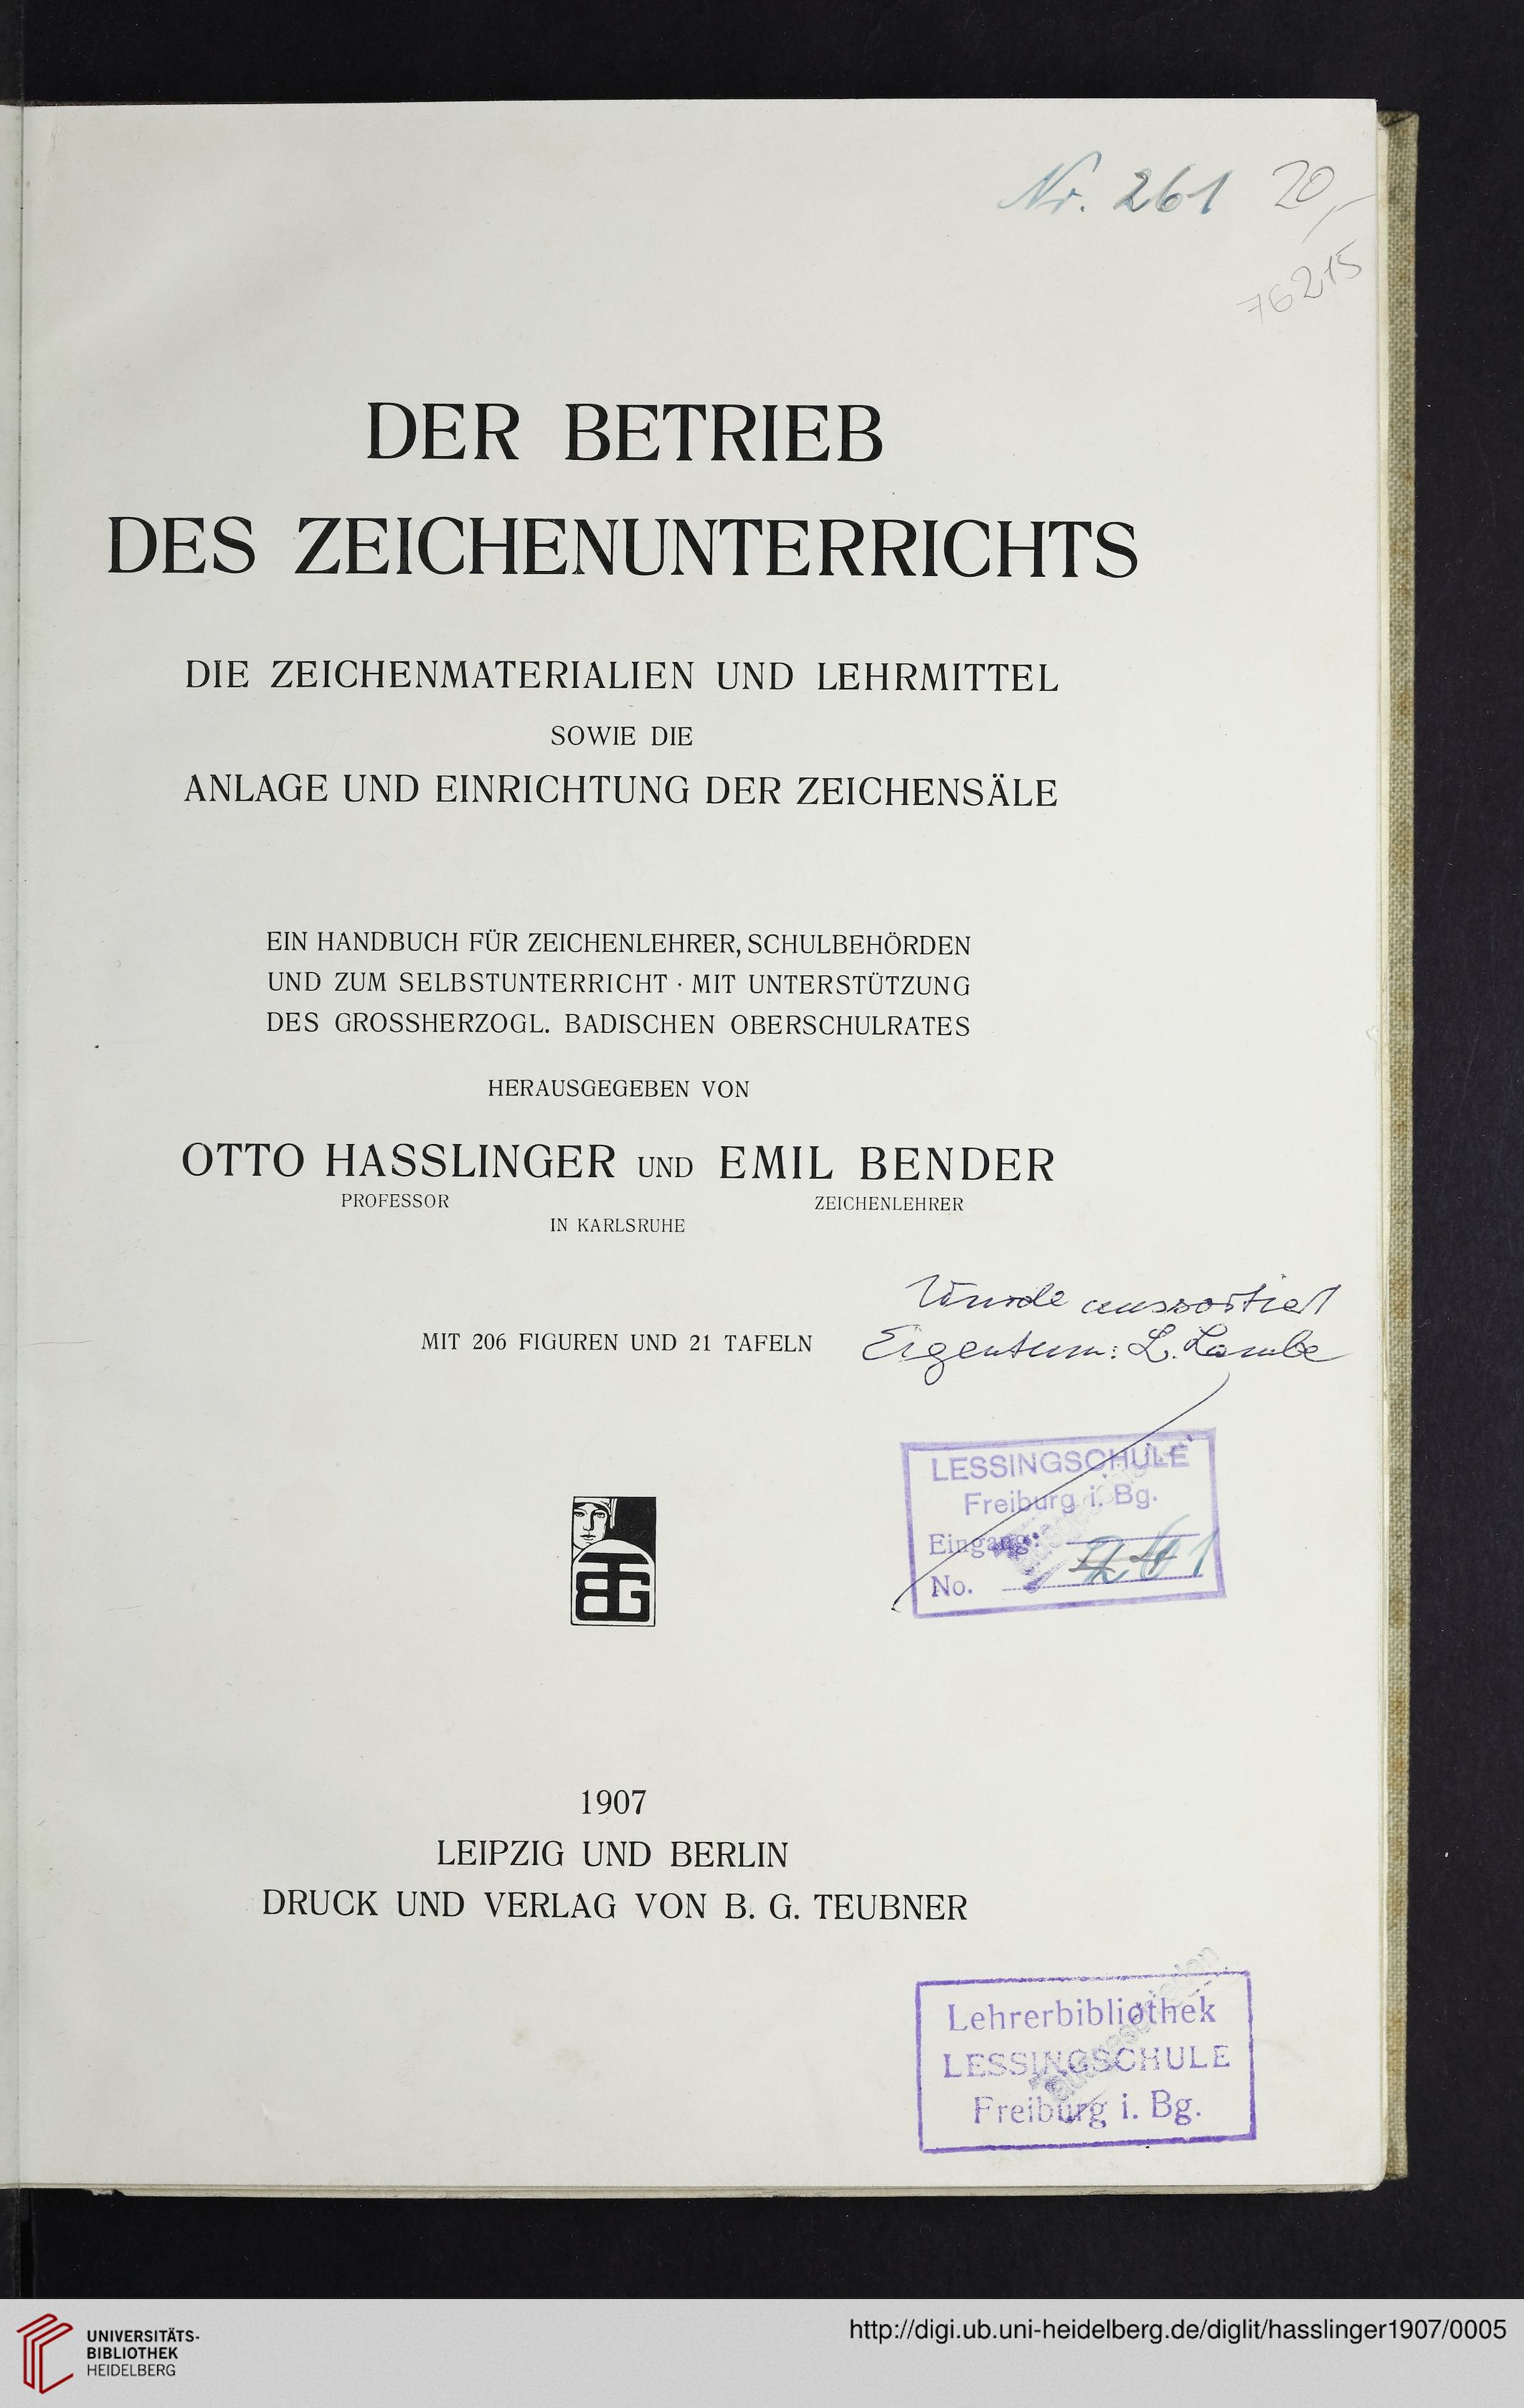 Nr. 261 20,-
76215
DER BETRIEB
DES ZEICHENUNTERRICHTS
DIE ZEICHENMATERIALIEN UND LEHRMITTEL
SOWIE DIE
ANLAGE UND EINRICHTUNG DER ZEICHENSÄLE
EIN HANDBUCH FÜR ZEICHENLEHRER, SCHULBEHÖRDEN
UND ZUM SELBSTUNTERRICHT · MIT UNTERSTÜTZUNG
DES GROSSHERZOGL. BADISCHEN OBERSCHULRATES
HERAUSGEGEBEN VON
OTTO HASSLINGER UND EMIL BENDER
PROFESSOR ZEICHENLEHRER
IN KARLSRUHE
Wurde aussortiert
MIT 206 FIGUREN UND 21 TAFELN
Eigentum: L. Lambe
LESSINGSCHULE
Freiburg i. Bg.
Eingang:
No. 261
BTG
1907
LEIPZIG UND BERLIN
DRUCK UND VERLAG VON B. G. TEUBNER
Lehrerbibliothek
LESSINGSCHULE
Freiburg i. Bg.
UNIVERSITÄTS-
BIBLIOTHEK
HEIDELBERG
http://digi.ub.uni-heidelberg.de/diglit/hasslinger1907/0005